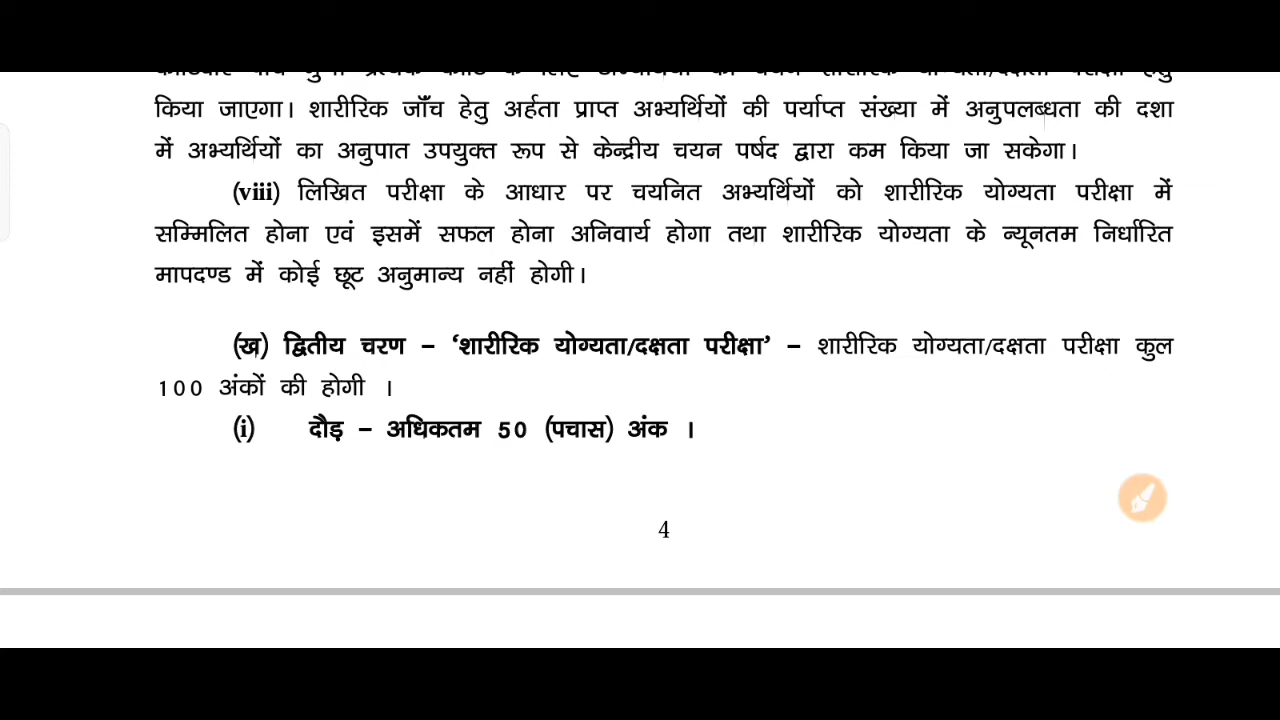 किया जाएगा। शारीरिक जाँच हेतु अर्हता प्राप्त अभ्यर्थियों की पर्याप्त संख्या में अनुपलब्धता की दशा
में अभ्यर्थियों का अनुपात उपयुक्त रूप से केन्द्रीय चयन पर्षद द्वारा कम किया जा सकेगा।
(viii) लिखित परीक्षा के आधार पर चयनित अभ्यर्थियों को शारीरिक योग्यता परीक्षा में
सम्मिलित होना एवं इसमें सफल होना अनिवार्य होगा तथा शारीरिक योग्यता के न्यूनतम निर्धारित
मापदण्ड में कोई छूट अनुमान्य नहीं होगी।
(ख) द्वितीय चरण – ‘शारीरिक योग्यता/दक्षता परीक्षा’ – शारीरिक योग्यता/दक्षता परीक्षा कुल
100 अंकों की होगी ।
(i) दौड़ – अधिकतम 50 (पचास) अंक ।
4